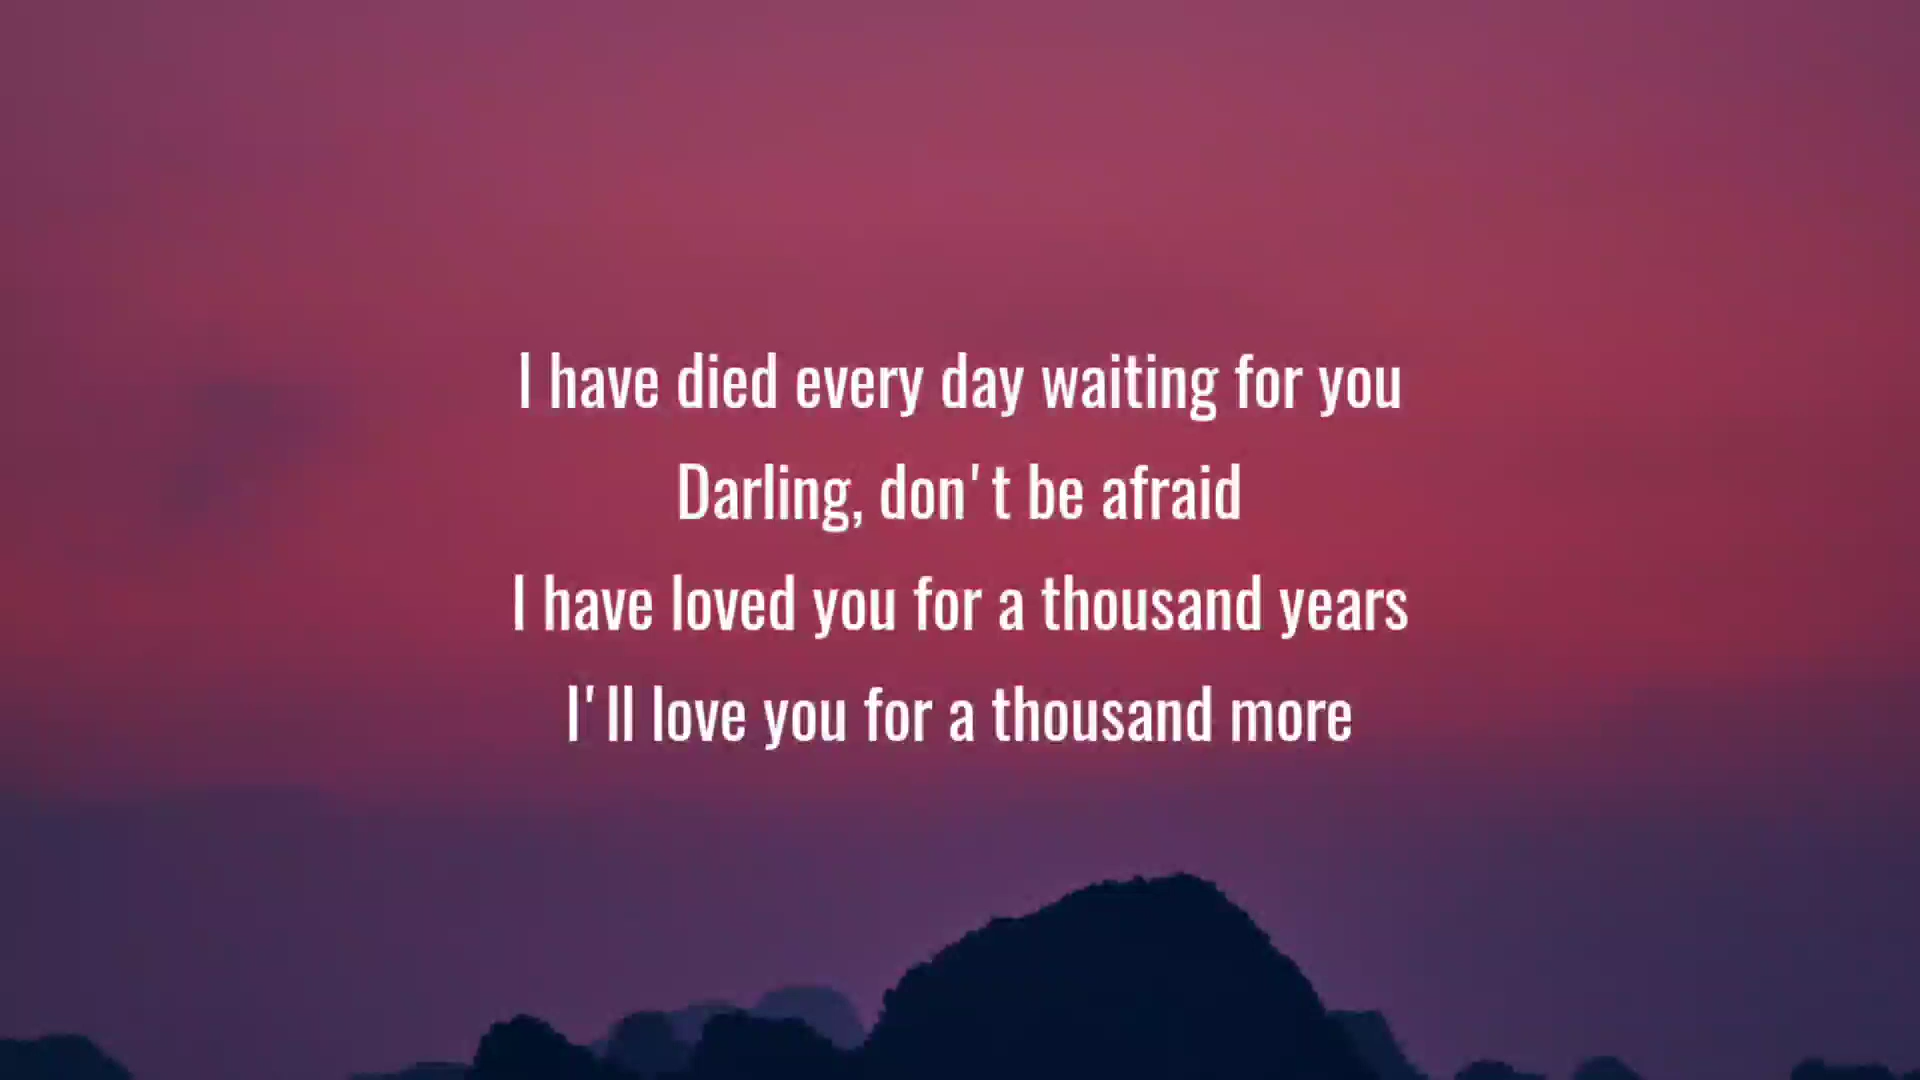 I have died every day waiting for you
Darling, don't be afraid
I have loved you for a thousand years
I'll love you for a thousand more